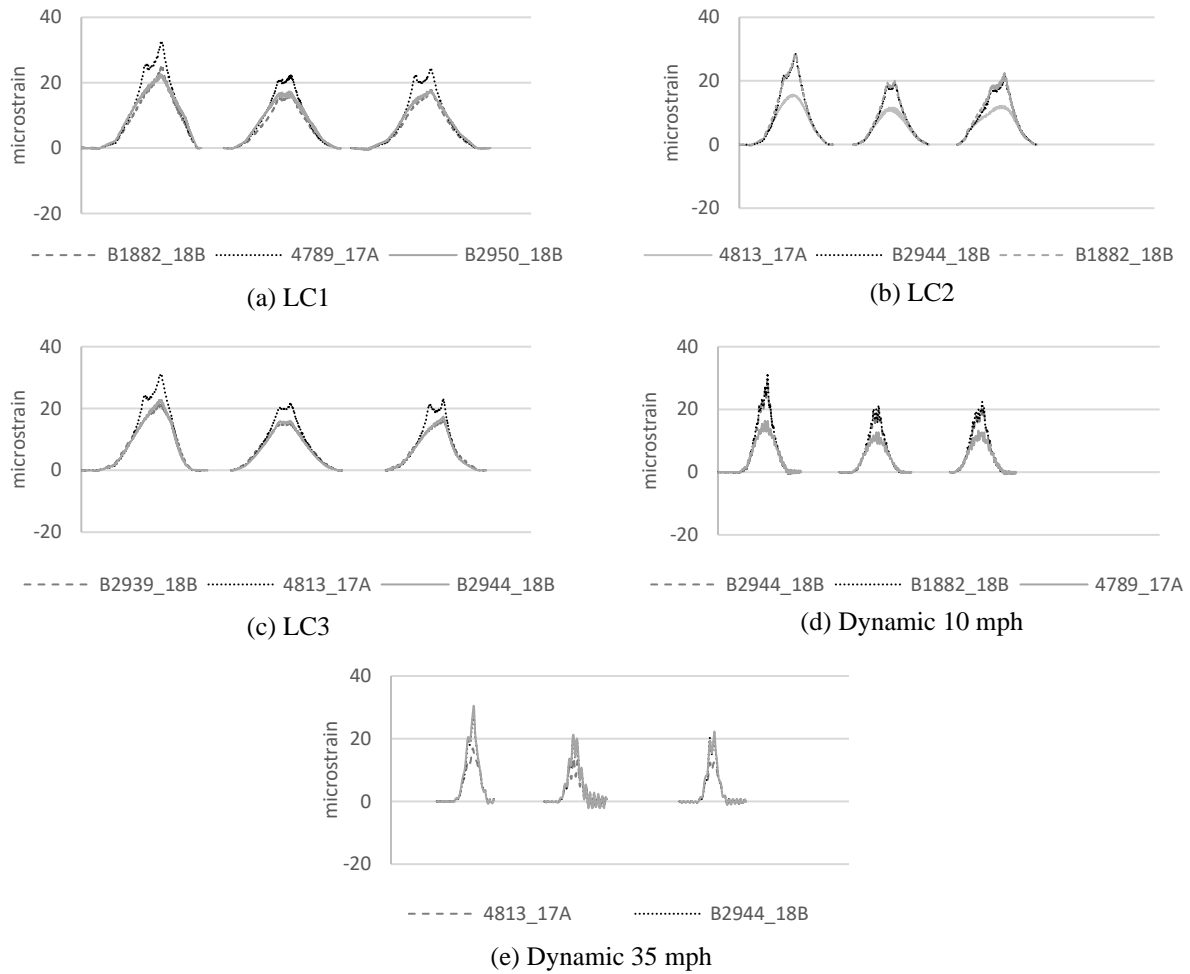 40
20
0
-20
microstrain
B1882_18B 4789_17A B2950_18B
(a) LC1
40
20
0
-20
microstrain
4813_17A B2944_18B B1882_18B
(b) LC2
40
20
0
-20
microstrain
B2939_18B 4813_17A B2944_18B
(c) LC3
40
20
0
-20
microstrain
B2944_18B B1882_18B 4789_17A
(d) Dynamic 10 mph
40
20
0
-20
microstrain
4813_17A B2944_18B
(e) Dynamic 35 mph